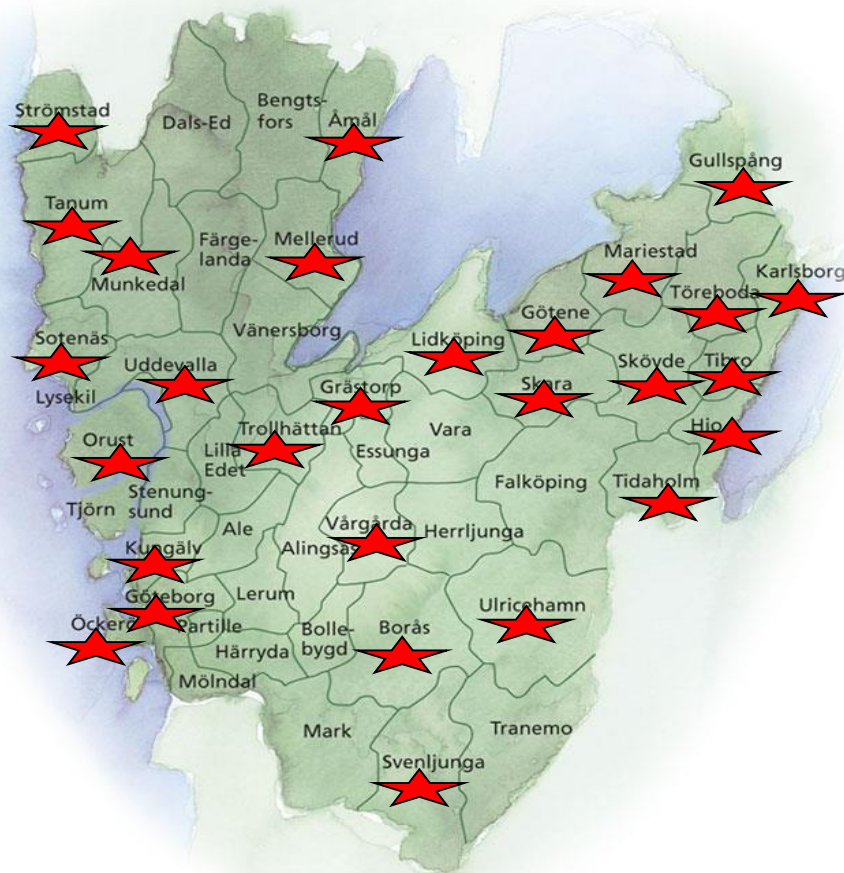 Strömstad
Dals-Ed
Bengts-
fors
Åmål
Gullspång
Tanum
Färge-
landa
Mellerud
Mariestad
Karlsborg
Munkedal
Töreboda
Götene
Vänersborg
Sotenäs
Lidköping
Uddevalla
Skövde
Tibro
Grästorp
Skara
Lysekil
Trollhättan
Vara
Hjo
Orust
Lilla
Edet
Essunga
Falköping
Tidaholm
Stenung-
sund
Tjörn
Ale
Vårgårda
Herrljunga
Alingsås
Kungälv
Göteborg
Lerum
Ulricehamn
Öckerö
Partille
Bolle-
bygd
Borås
Härryda
Mölndal
Mark
Tranemo
Svenljunga